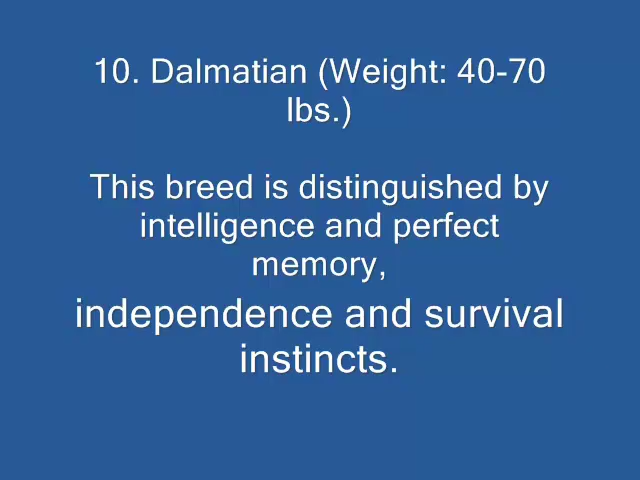 10. Dalmatian (Weight: 40-70
lbs.)
This breed is distinguished by
intelligence and perfect
memory,
independence and survival
instincts.